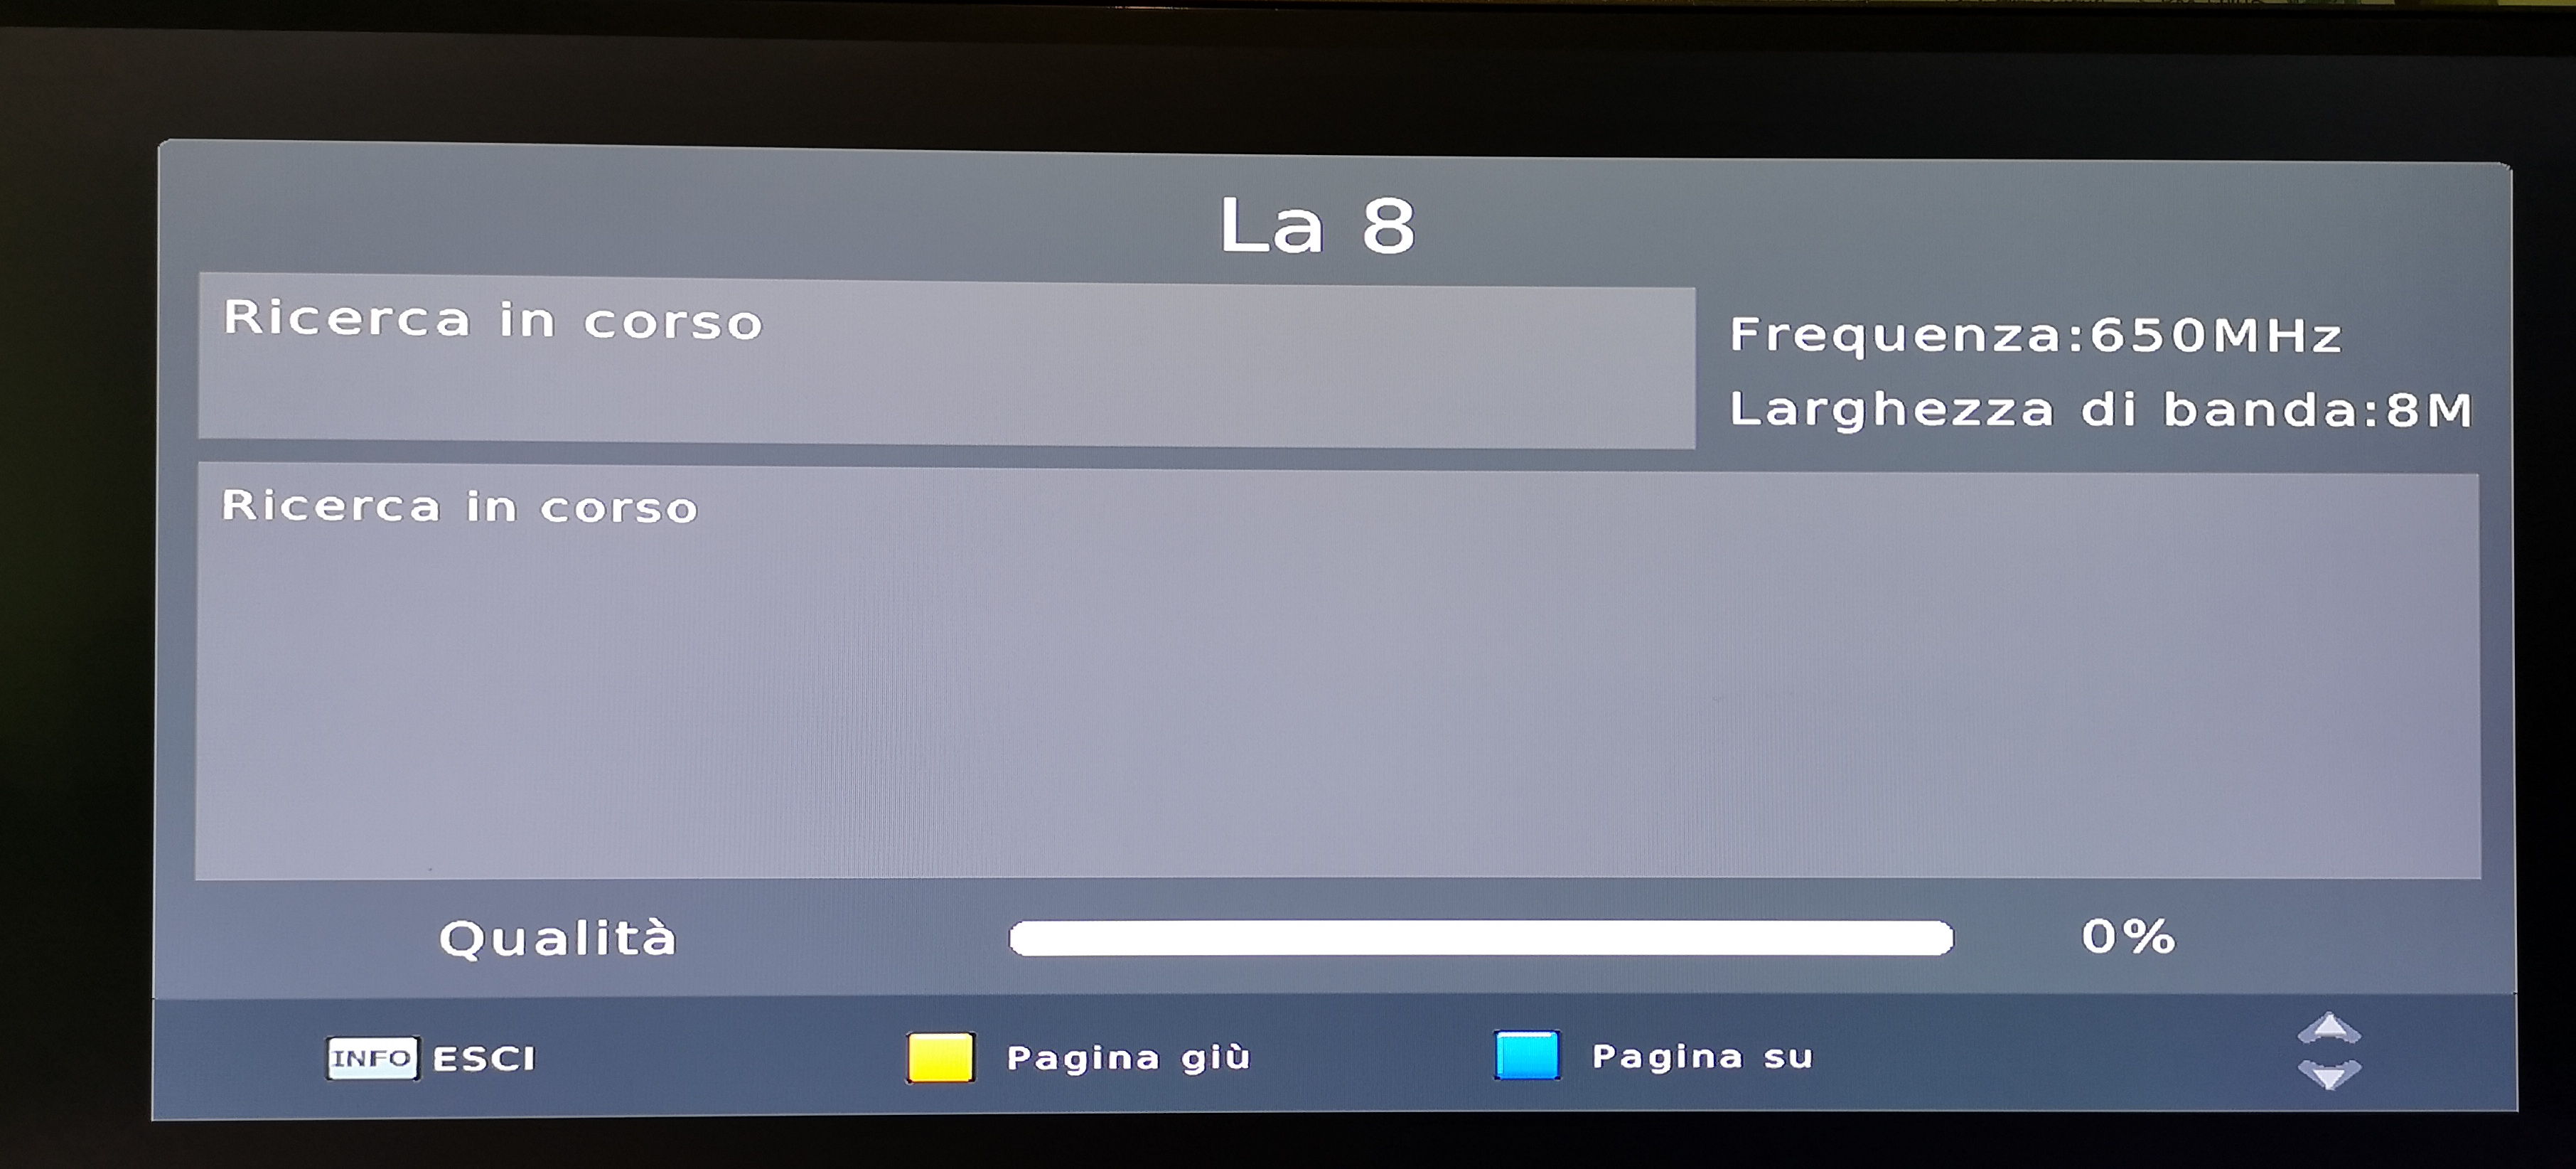 La 8
Ricerca in corso
Frequenza:650MHz
Larghezza di banda:8M
Ricerca in corso
Qualità
0%
INFO ESCI
Pagina giù
Pagina su